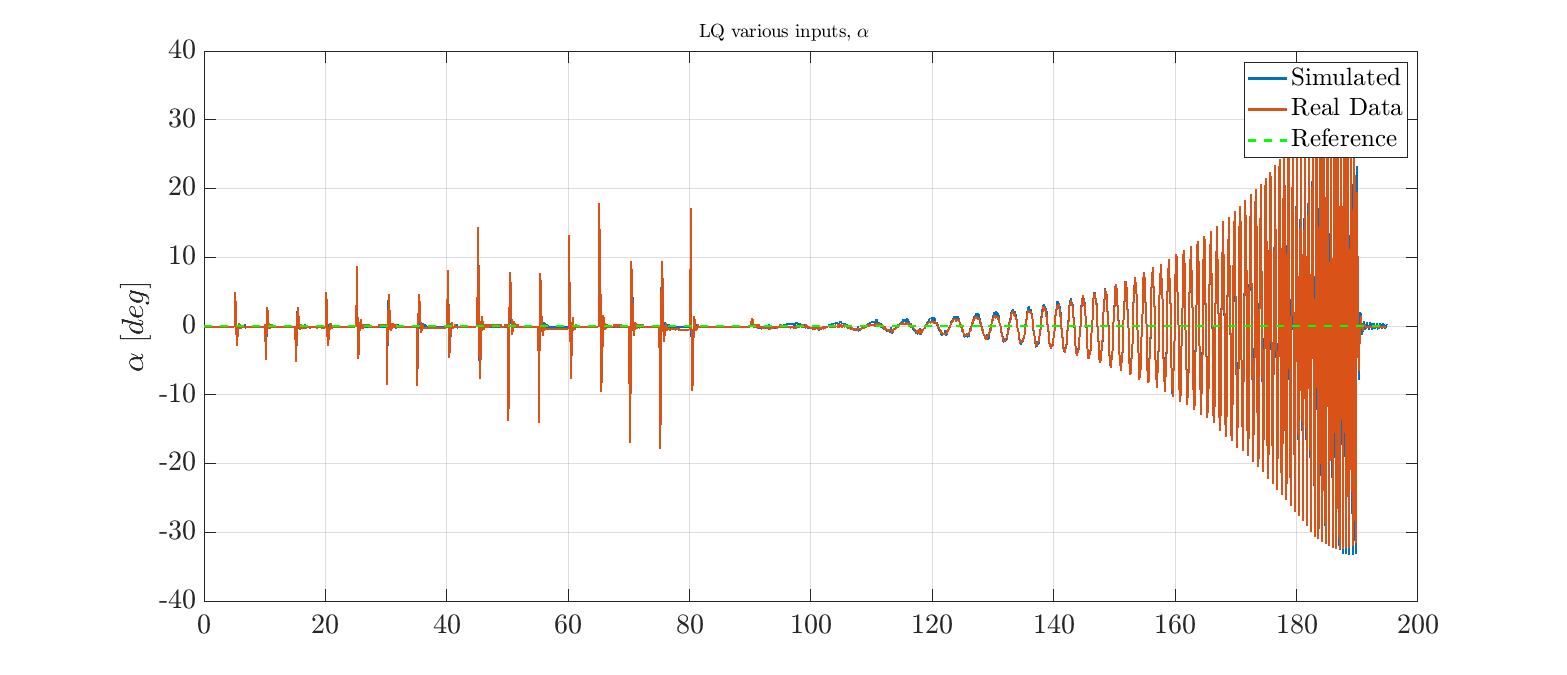 LQ various inputs, α
40
30
20
10
0
-10
-20
-30
-40
α [deg]
Simulated
Real Data
Reference
0 20 40 60 80 100 120 140 160 180 200